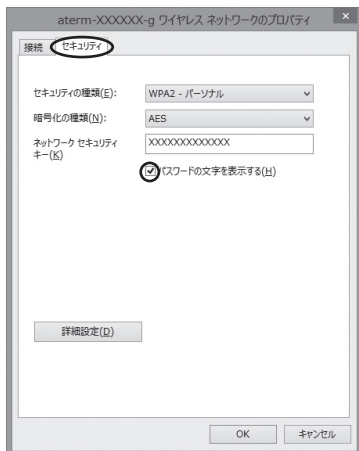 aterm-XXXXXX-g ワイヤレス ネットワークのプロパティ
×
接続 セキュリティ
セキュリティの種類(E): WPA2 - パーソナル
暗号化の種類(N): AES
ネットワーク セキュリティ XXXXXXXXXXXXX
キー(K)
パスワードの文字を表示する(H)
詳細設定(D)
OK キャンセル